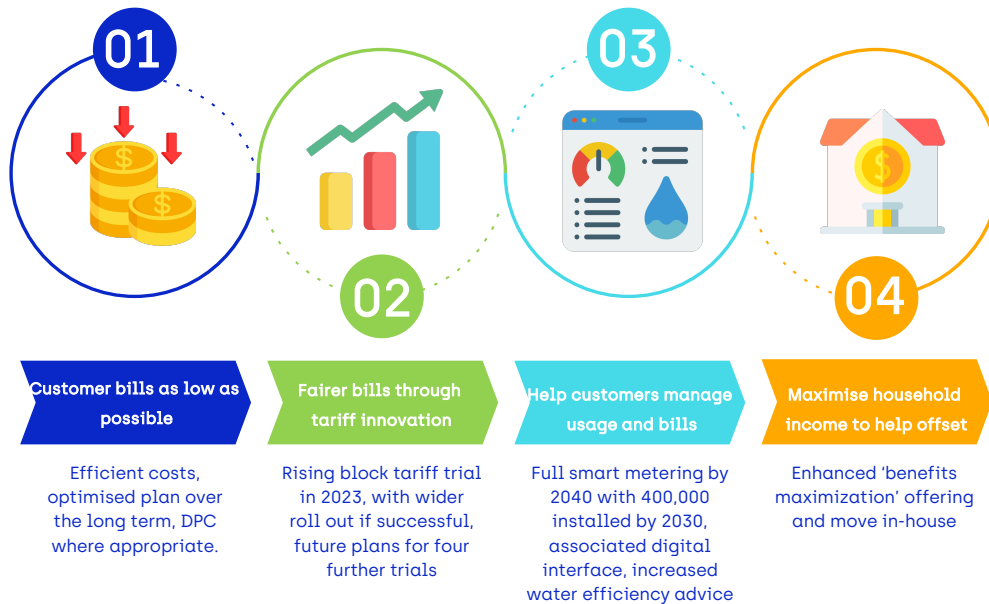 01
02
03
04
Customer bills as low as
possible
Efficient costs,
optimised plan over
the long term, DPC
where appropriate.
Fairer bills through
tariff innovation
Rising block tariff trial
in 2023, with wider
roll out if successful,
future plans for four
further trials
Help customers manage
usage and bills
Full smart metering by
2040 with 400,000
installed by 2030,
associated digital
interface, increased
water efficiency advice
Maximise household
income to help offset
Enhanced ‘benefits
maximization’ offering
and move in-house